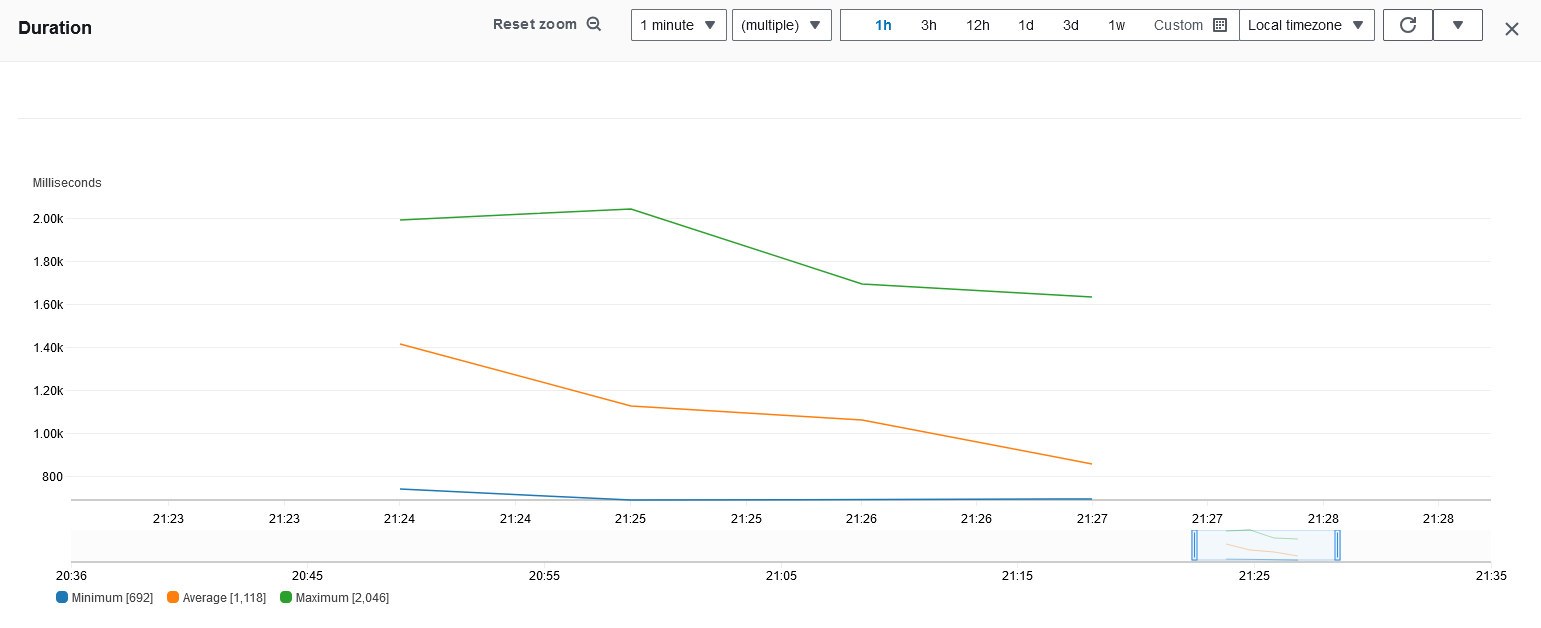 Duration
Reset zoom
1 minute
(multiple)
1h 3h 12h 1d 3d 1w Custom
Local timezone
Milliseconds
2.00k
1.80k
1.60k
1.40k
1.20k
1.00k
800
21:23 21:23 21:24 21:24 21:25 21:25 21:26 21:26 21:27 21:27 21:28 21:28
20:36 20:45 20:55 21:05 21:15 21:25 21:35
Minimum [692] Average [1,118] Maximum [2,046]